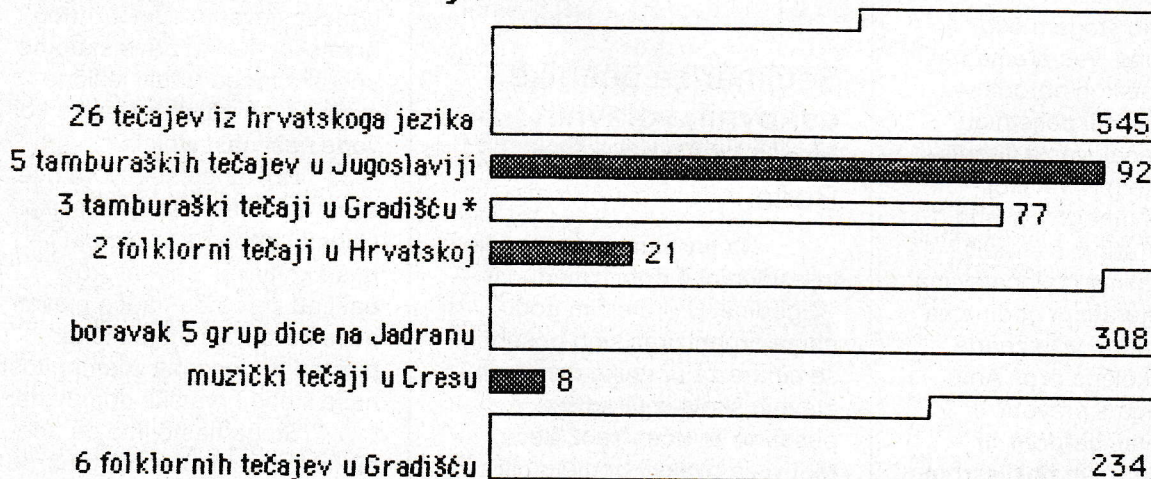 26 tečajev iz hrvatskoga jezika 545
5 tamburaških tečajev u Jugoslaviji 92
3 tamburaški tečaji u Gradišću * 77
2 folklorni tečaji u Hrvatskoj 21
boravak 5 grup dice na Jadranu 308
muzički tečaji u Cresu 8
6 folklornih tečajev u Gradišću 234